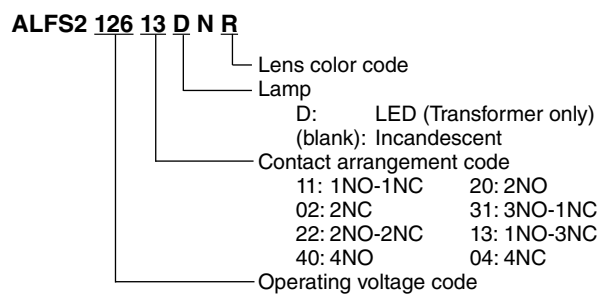 ALFS2 126 13 D N R
Lens color code
Lamp
D: LED (Transformer only)
(blank): Incandescent
Contact arrangement code
11: 1NO-1NC 20: 2NO
02: 2NC 31: 3NO-1NC
22: 2NO-2NC 13: 1NO-3NC
40: 4NO 04: 4NC
Operating voltage code